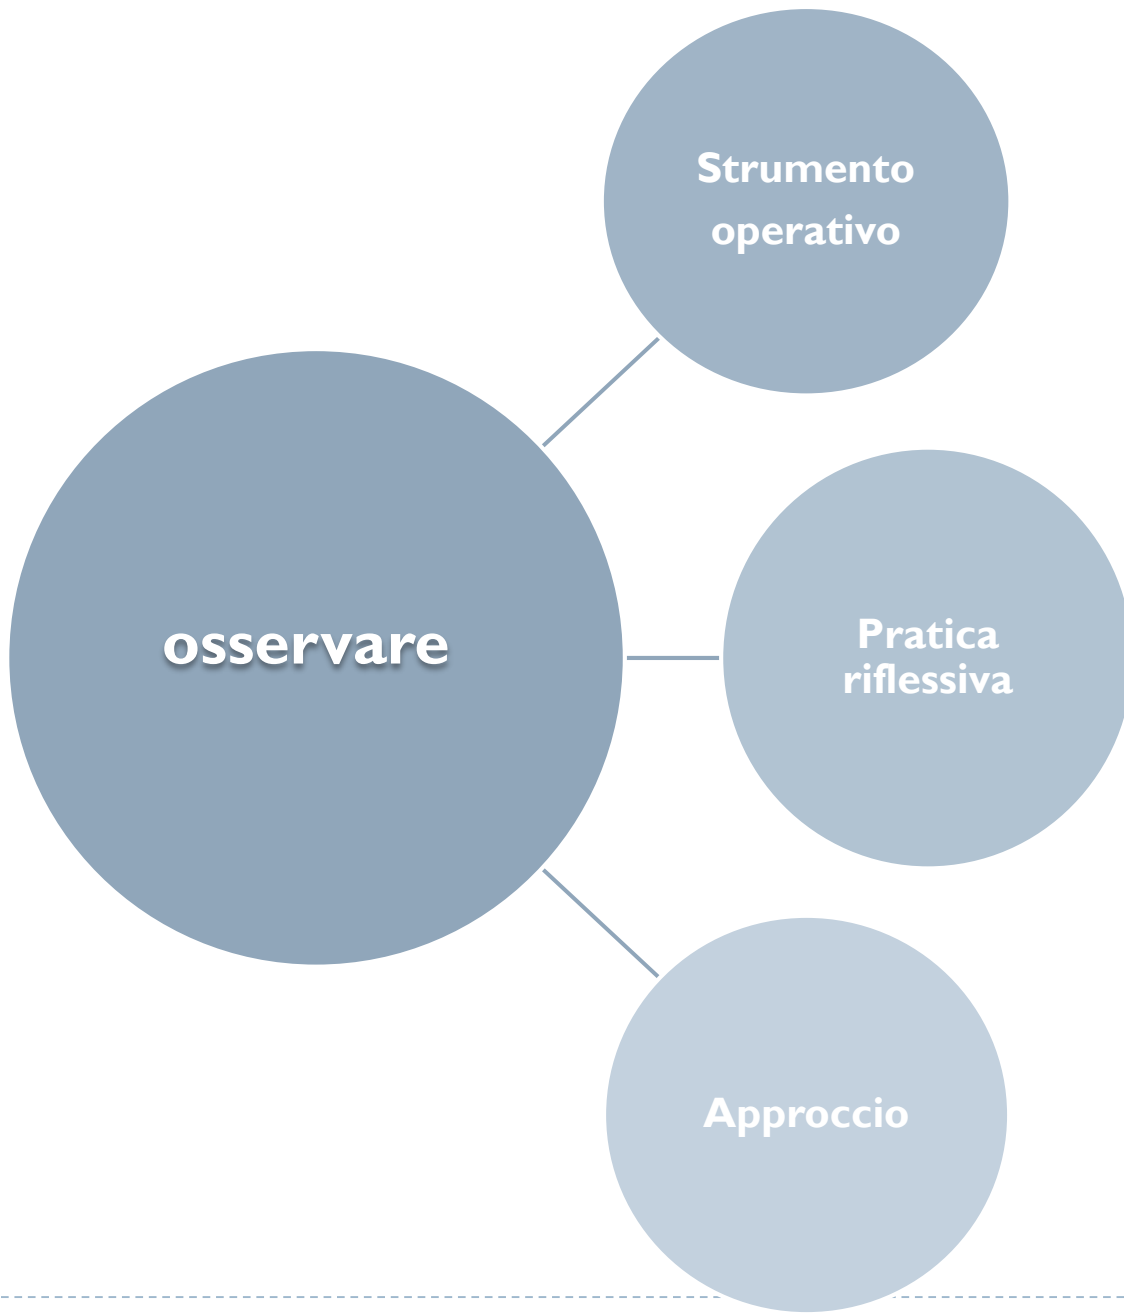 Strumento
operativo
osservare
Pratica
riflessiva
Approccio